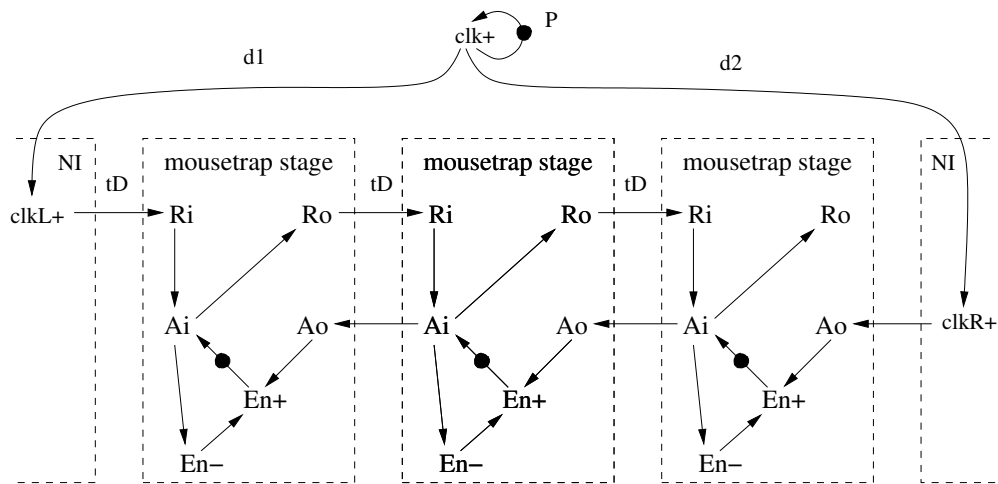 P
clk+
d1
d2
NI
mousetrap stage
mousetrap stage
mousetrap stage
NI
tD
tD
tD
clkL+
Ri
Ro
Ri
Ro
Ri
Ro
Ai
Ao
Ai
Ao
Ai
Ao
clkR+
En+
En+
En+
En−
En−
En−